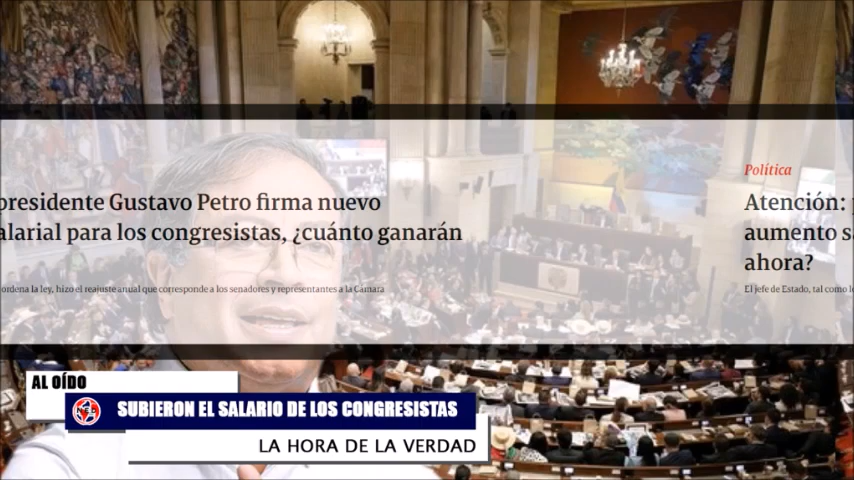 presidente Gustavo Petro firma nuevo
alarial para los congresistas, ¿cuánto ganarán
ordena la ley, hizo el reajuste anual que corresponde a los senadores y representantes a la Cámara
Política
Atención:
aumento
ahora?
El jefe de Estado, tal como
AL OÍDO
SUBIERON EL SALARIO DE LOS CONGRESISTAS
LA HORA DE LA VERDAD